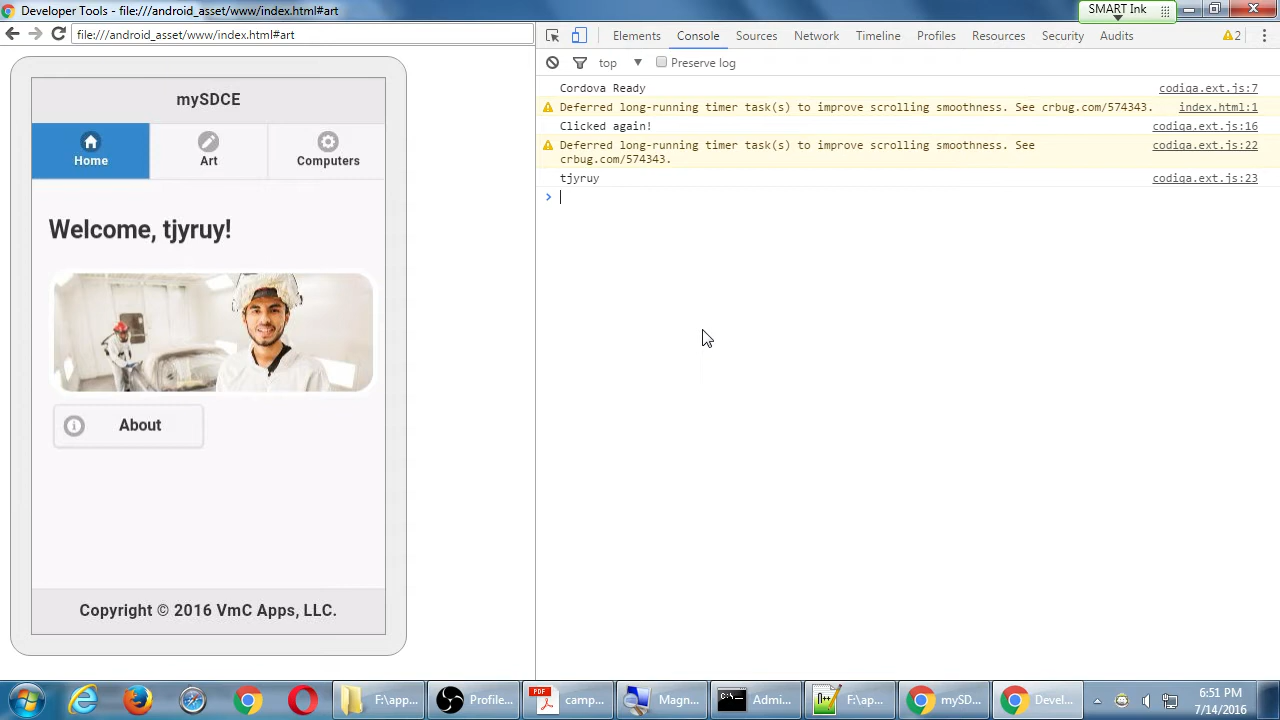 Developer Tools - file:///android_asset/www/index.html#art
SMART Ink
file:///android_asset/www/index.html#art
Elements Console Sources Network Timeline Profiles Resources Security Audits 2
top Preserve log
mySDCE
Home Art Computers
Welcome, tjyruy!
About
Copyright © 2016 VmC Apps, LLC.
Cordova Ready codiqa.ext.js:7
Deferred long-running timer task(s) to improve scrolling smoothness. See crbug.com/574343. index.html:1
Clicked again! codiqa.ext.js:16
Deferred long-running timer task(s) to improve scrolling smoothness. See codiqa.ext.js:22
crbug.com/574343.
tjyruy codiqa.ext.js:23
>
F:\app... Profile... PDF camp... Magn... Admi... F:\ap... mySD... Devel...
6:51 PM
7/14/2016